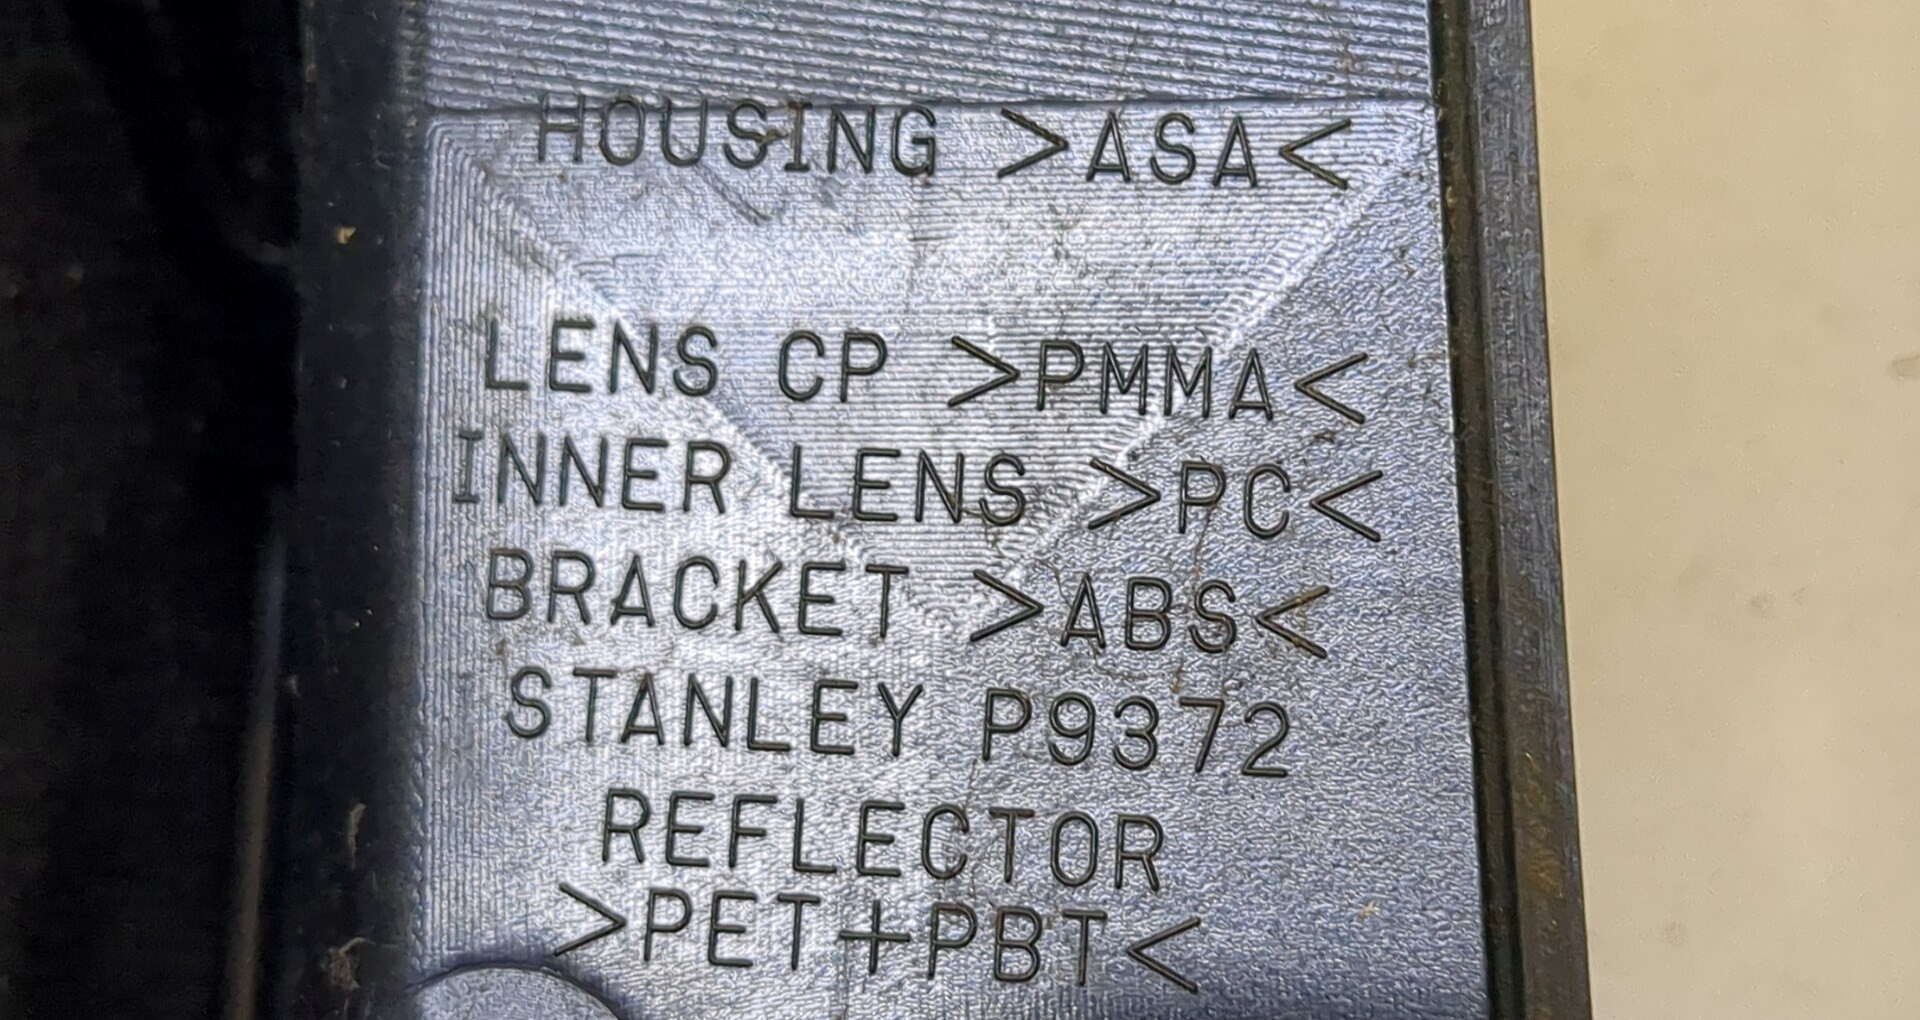 HOUSING >ASA<
LENS CP >PMMA<
INNER LENS >PC<
BRACKET >ABS<
STANLEY P9372
REFLECTOR
>PET+PBT<